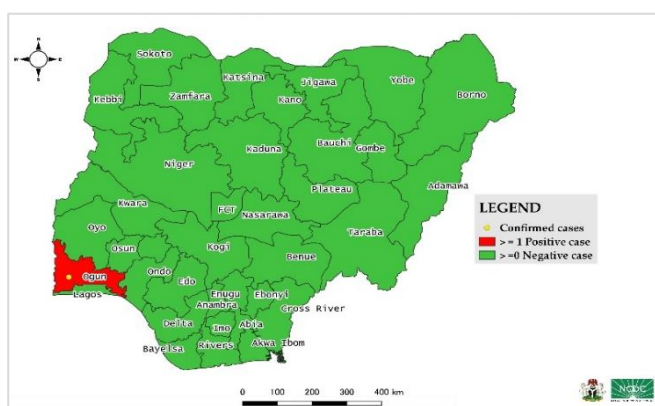 N
W E
S
Sokoto
Katsina
Jigawa
Yobe
Borno
Kebbi
Zamfara
Kano
Kaduna
Bauchi
Gombe
Niger
Adamawa
Plateau
Kwara
FCT
Nasarawa
Taraba
Oyo
Osun
Kogi
Benue
Ogun
Lagos
Ondo
Edo
Enugu
Ebonyi
Anambra
Cross River
Delta
Imo
Abia
Bayelsa
Rivers
Akwa Ibom
LEGEND
Confirmed cases
>= 1 Positive case
>=0 Negative case
0 100 200 300 400 km
NCDC